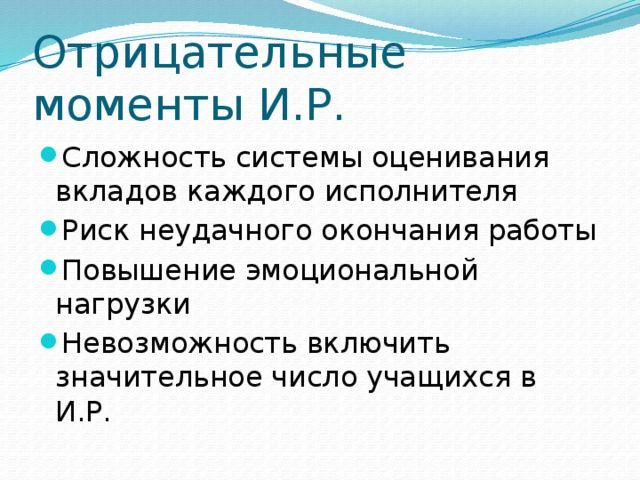 Отрицательные
моменты И.Р.
Сложность системы оценивания
вкладов каждого исполнителя
Риск неудачного окончания работы
Повышение эмоциональной
нагрузки
Невозможность включить
значительное число учащихся в
И.Р.